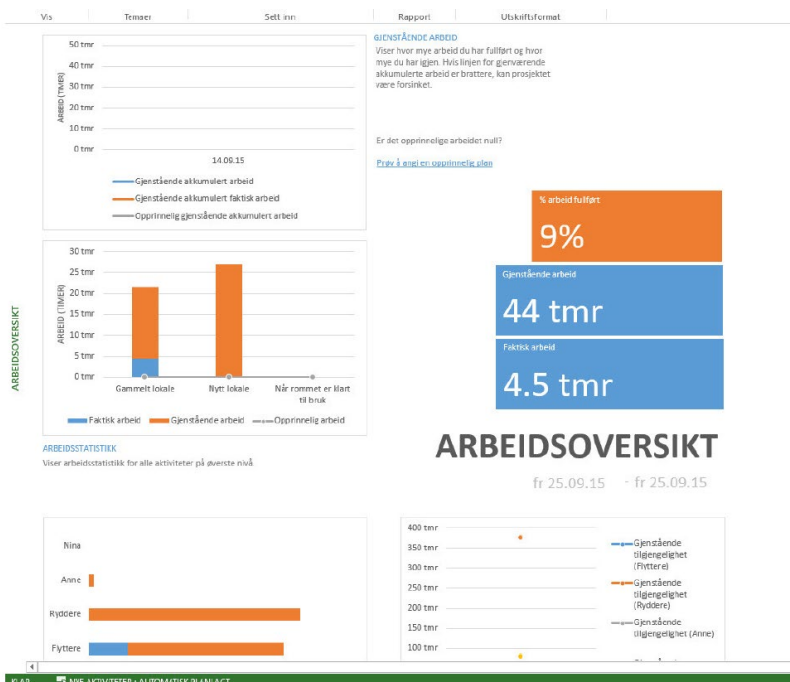 Vis Temaer Sett inn Rapport Utskriftsformat
50 tmr
40 tmr
30 tmr
20 tmr
10 tmr
0 tmr
ARBEID (TIMER)
14.09.15
Gjenstående akkumulert arbeid
Gjenstående akkumulert faktisk arbeid
Opprinnelig gjenstående akkumulert arbeid
GJENSTÅENDE ARBEID
Viser hvor mye arbeid du har fullført og hvor
mye du har igjen. Hvis linjen for gjenværende
akkumulerte arbeid er brattere, kan prosjektet
være forsinket.
Er det opprinnelige arbeidet null?
Prøv å angi en opprinnelig plan
% arbeid fullført
9%
Gjenstående arbeid
44 tmr
Faktisk arbeid
4.5 tmr
ARBEIDSOVERSIKT
fr 25.09.15 - fr 25.09.15
ARBEIDSOVERSIKT
30 tmr
25 tmr
20 tmr
15 tmr
10 tmr
5 tmr
0 tmr
ARBEID (TIMER)
Gammelt lokale Nytt lokale Når rommet er klart
til bruk
Faktisk arbeid Gjenstående arbeid Opprinnelig arbeid
ARBEIDSSTATISTIKK
Viser arbeidsstatistikk for alle aktiviteter på øverste nivå
Nina
Anne
Ryddere
Flyttere
400 tmr
350 tmr
300 tmr
250 tmr
200 tmr
150 tmr
100 tmr
Gjenstående
tilgjengelighet
(Flyttere)
Gjenstående
tilgjengelighet
(Ryddere)
Gjenstående
tilgjengelighet (Anne)
NYE AKTIVITETER : AUTOMATISK PLANLAGT